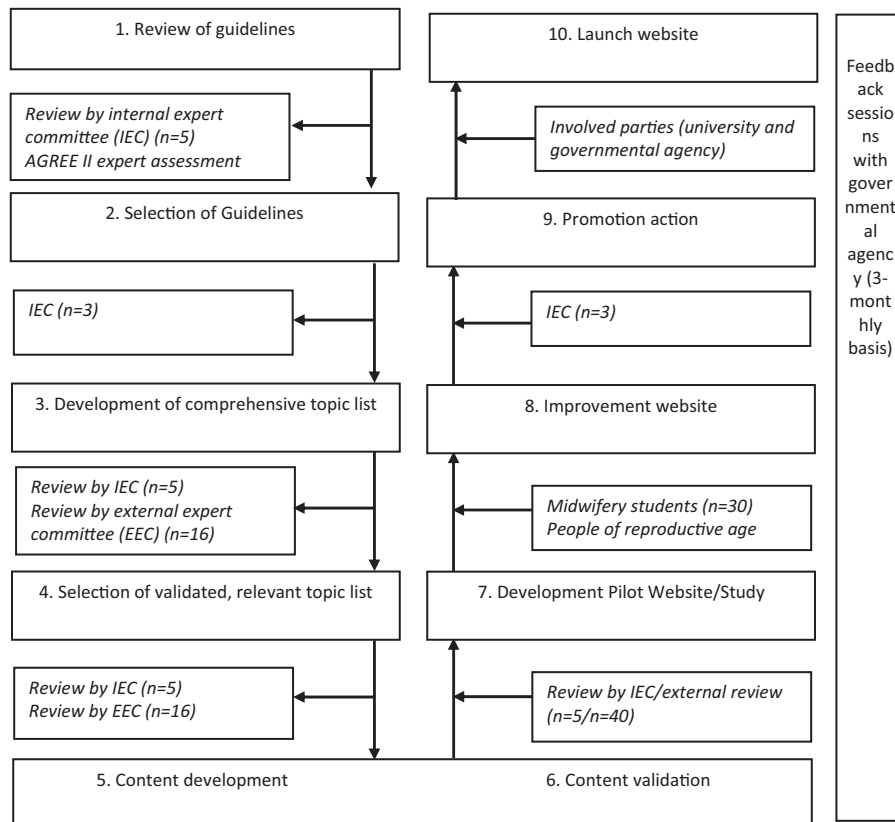 1. Review of guidelines
Review by internal expert
committee (IEC) (n=5)
AGREE II expert assessment
2. Selection of Guidelines
IEC (n=3)
3. Development of comprehensive topic list
Review by IEC (n=5)
Review by external expert
committee (EEC) (n=16)
4. Selection of validated, relevant topic list
Review by IEC (n=5)
Review by EEC (n=16)
5. Content development
6. Content validation
Review by IEC/external review
(n=5/n=40)
7. Development Pilot Website/Study
Midwifery students (n=30)
People of reproductive age
8. Improvement website
IEC (n=3)
9. Promotion action
Involved parties (university and
governmental agency)
10. Launch website
Feedb
ack
sessio
ns
with
gover
nment
al
agenc
y (3-
mont
hly
basis)